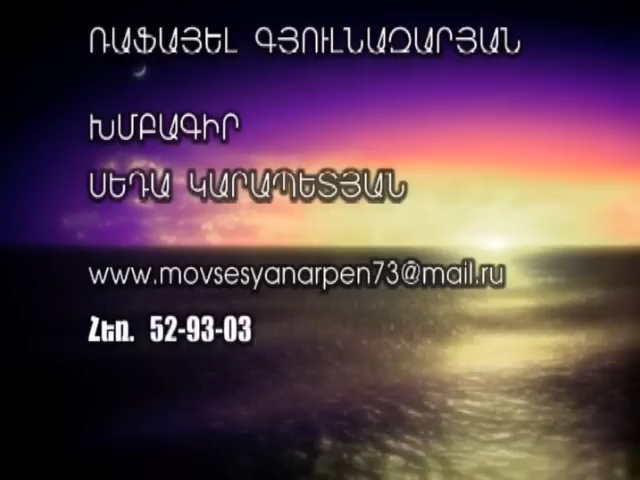 ՌԱՖԱՅԵԼ ԳՅՈՒԼՆԱԶԱՐՅԱՆ
ԽՄԲԱԳԻՐ
ՍԵԴԱ ԿԱՐԱՊԵՏՅԱՆ
www.movsesyanarpen73@mail.ru
Հեռ. 52-93-03